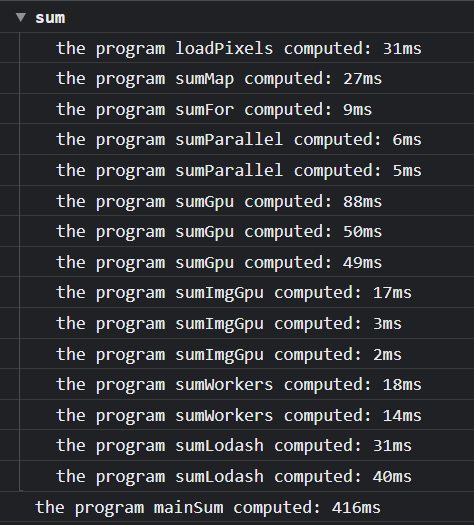 sum
the program loadPixels computed: 31ms
the program sumMap computed: 27ms
the program sumFor computed: 9ms
the program sumParallel computed: 6ms
the program sumParallel computed: 5ms
the program sumGpu computed: 88ms
the program sumGpu computed: 50ms
the program sumGpu computed: 49ms
the program sumImgGpu computed: 17ms
the program sumImgGpu computed: 3ms
the program sumImgGpu computed: 2ms
the program sumWorkers computed: 18ms
the program sumWorkers computed: 14ms
the program sumLodash computed: 31ms
the program sumLodash computed: 40ms
the program mainSum computed: 416ms